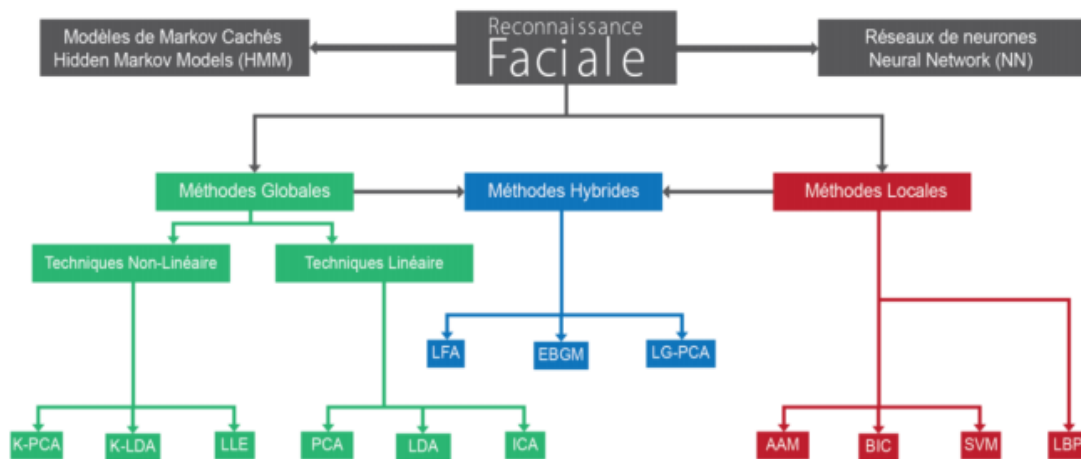 Modèles de Markov Cachés
Hidden Markov Models (HMM)
Reconnaissance
Faciale
Réseaux de neurones
Neural Network (NN)
Méthodes Globales
Méthodes Hybrides
Méthodes Locales
Techniques Non-Linéaire
Techniques Linéaire
LFA
EBGM
LG-PCA
K-PCA
K-LDA
LLE
PCA
LDA
ICA
AAM
BIC
SVM
LBP